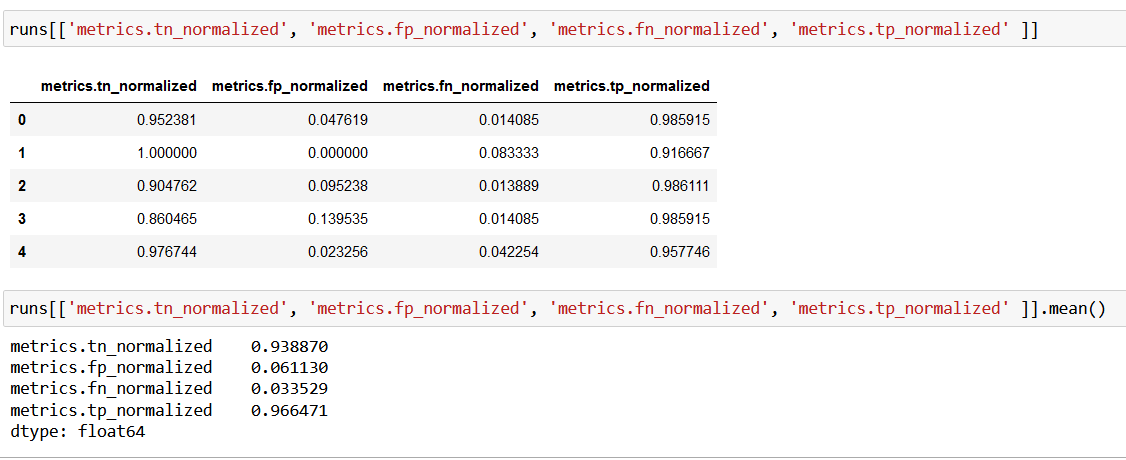 runs[['metrics.tn_normalized', 'metrics.fp_normalized', 'metrics.fn_normalized', 'metrics.tp_normalized' ]]
metrics.tn_normalized metrics.fp_normalized metrics.fn_normalized metrics.tp_normalized
0 0.952381 0.047619 0.014085 0.985915
1 1.000000 0.000000 0.083333 0.916667
2 0.904762 0.095238 0.013889 0.986111
3 0.860465 0.139535 0.014085 0.985915
4 0.976744 0.023256 0.042254 0.957746
runs[['metrics.tn_normalized', 'metrics.fp_normalized', 'metrics.fn_normalized', 'metrics.tp_normalized' ]].mean()
metrics.tn_normalized 0.938870
metrics.fp_normalized 0.061130
metrics.fn_normalized 0.033529
metrics.tp_normalized 0.966471
dtype: float64